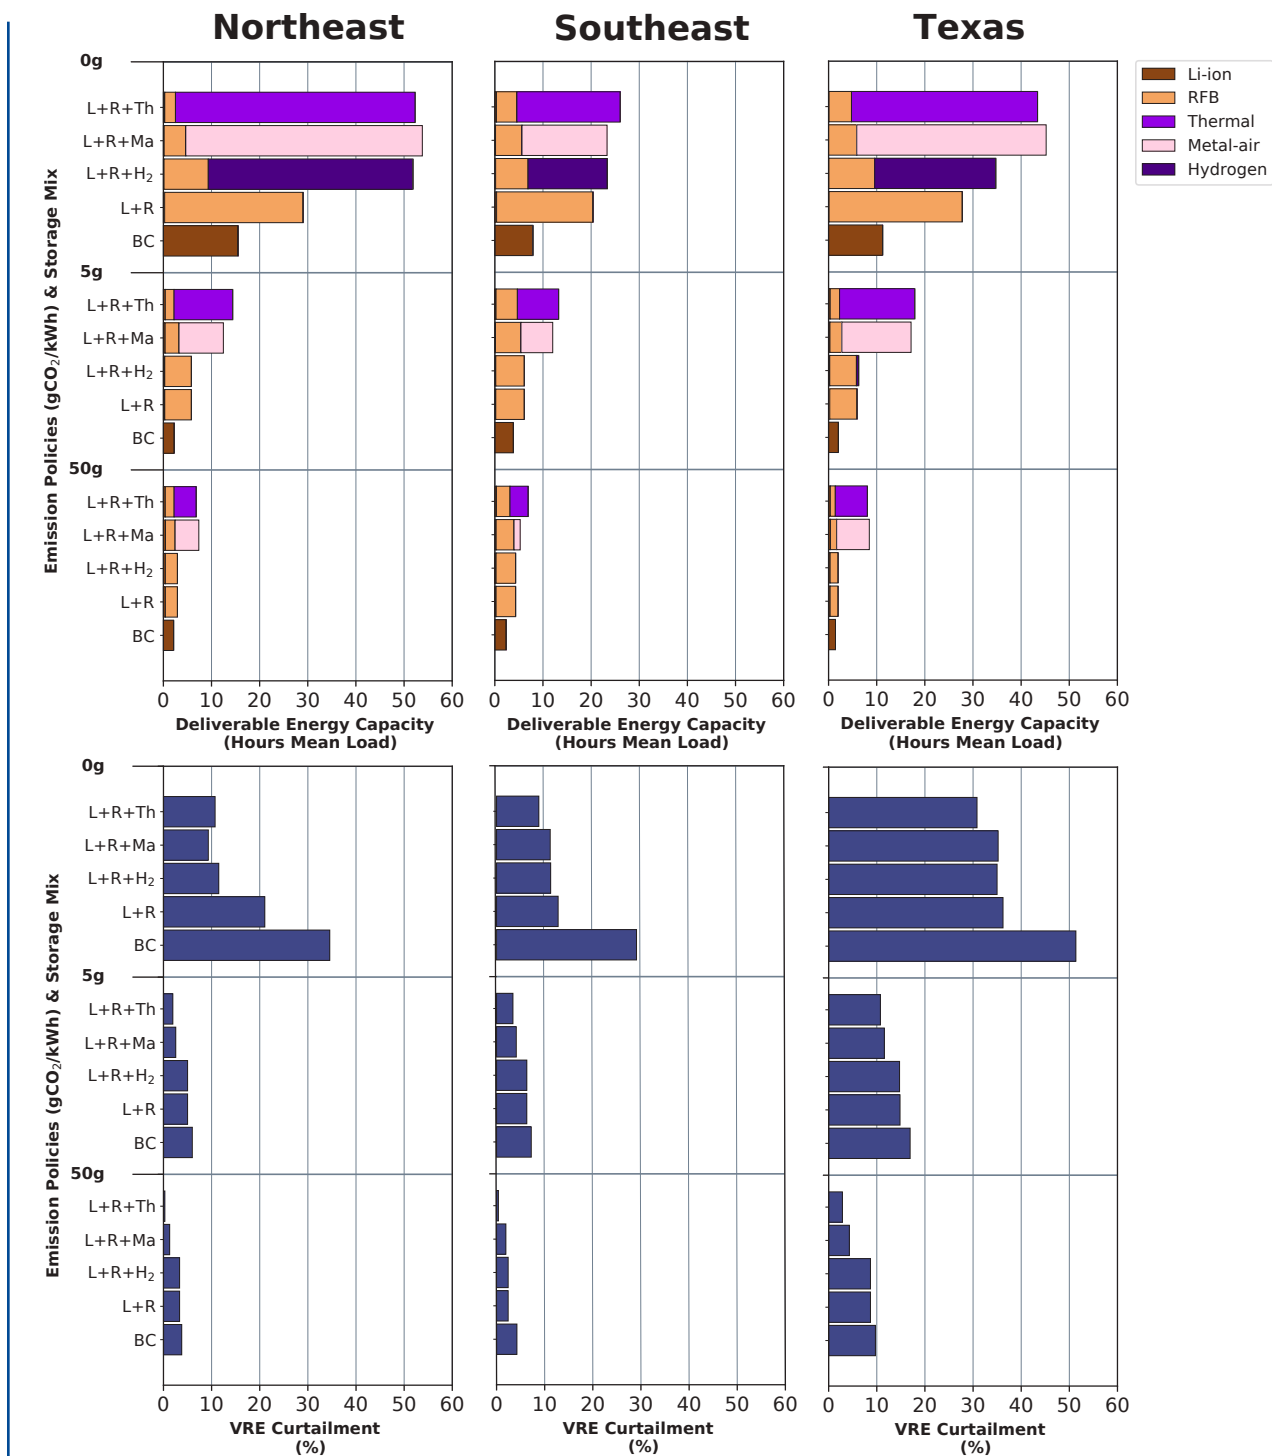 Northeast
Southeast
Texas
Emission Policies (gCO₂/kWh) & Storage Mix
0g
L+R+Th
L+R+Ma
L+R+H₂
L+R
BC
5g
L+R+Th
L+R+Ma
L+R+H₂
L+R
BC
50g
L+R+Th
L+R+Ma
L+R+H₂
L+R
BC
0 10 20 30 40 50 60
Deliverable Energy Capacity
(Hours Mean Load)
0 10 20 30 40 50 60
Deliverable Energy Capacity
(Hours Mean Load)
0 10 20 30 40 50 60
Deliverable Energy Capacity
(Hours Mean Load)
Li-ion
RFB
Thermal
Metal-air
Hydrogen
Emission Policies (gCO₂/kWh) & Storage Mix
0g
L+R+Th
L+R+Ma
L+R+H₂
L+R
BC
5g
L+R+Th
L+R+Ma
L+R+H₂
L+R
BC
50g
L+R+Th
L+R+Ma
L+R+H₂
L+R
BC
0 10 20 30 40 50 60
VRE Curtailment
(%)
0 10 20 30 40 50 60
VRE Curtailment
(%)
0 10 20 30 40 50 60
VRE Curtailment
(%)